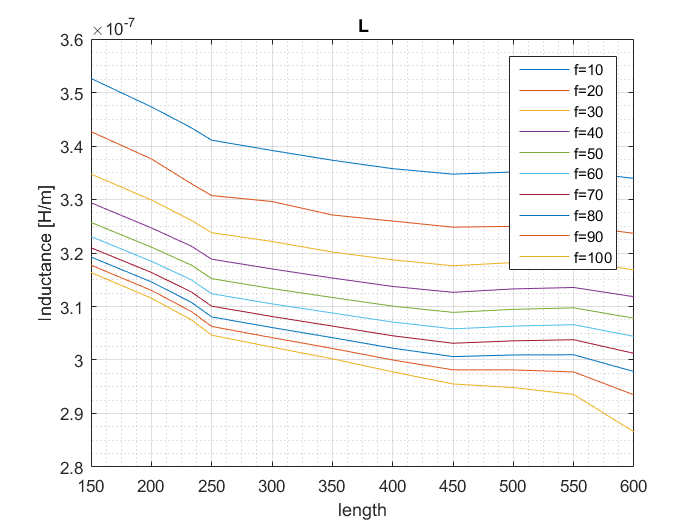 L
×10-7
3.6
3.5
3.4
3.3
3.2
3.1
3
2.9
2.8
Inductance [H/m]
f=10
f=20
f=30
f=40
f=50
f=60
f=70
f=80
f=90
f=100
150 200 250 300 350 400 450 500 550 600
length